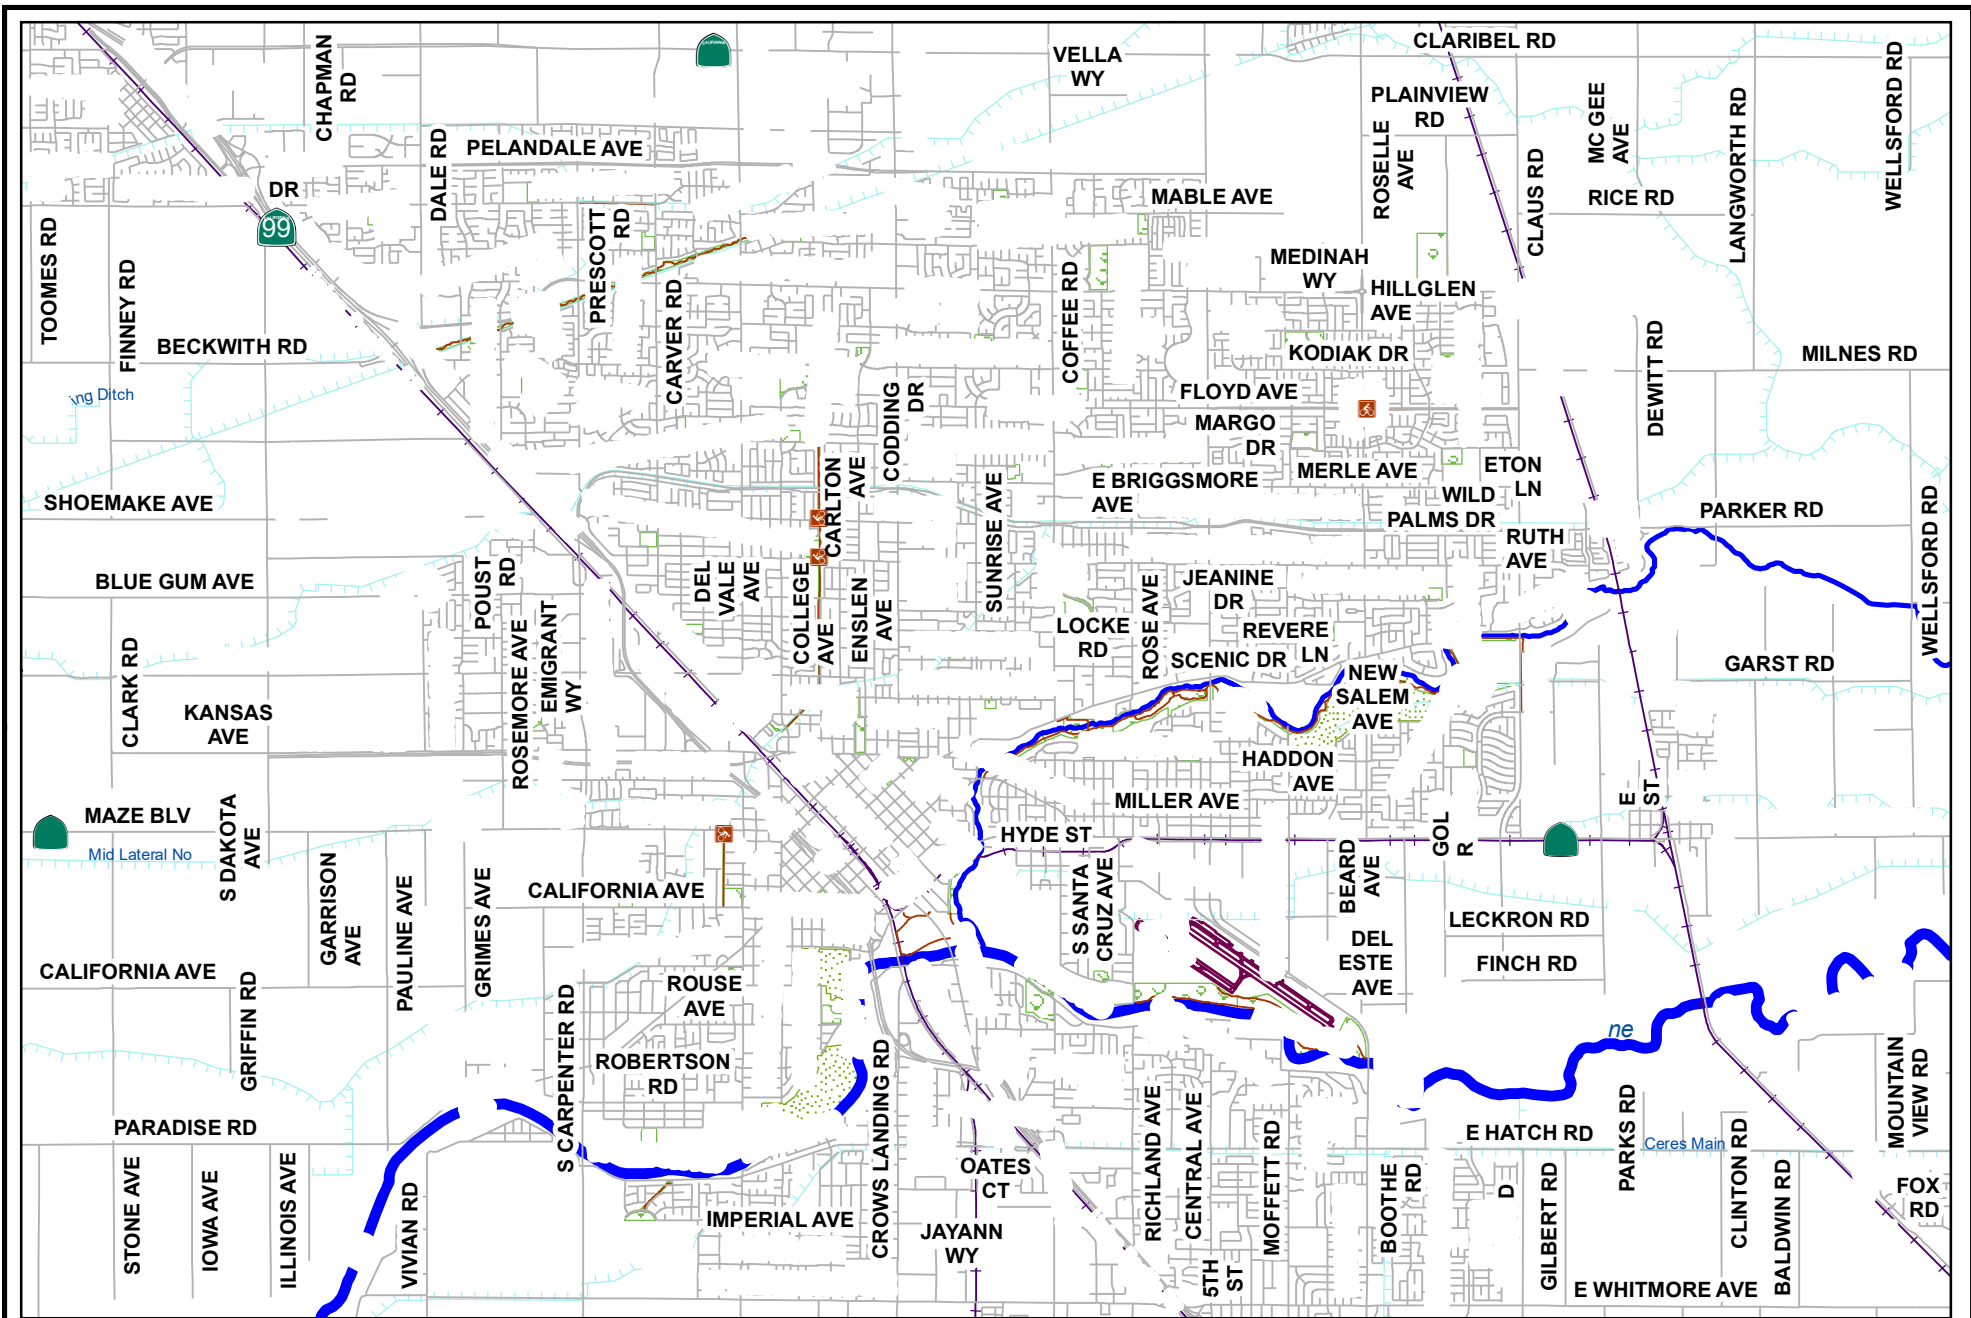 CLARIBEL RD
CHAPMAN
RD
VELLA
WY
WELLSFORD RD
PLAINVIEW
RD
MC GEE
AVE
LANGWORTH RD
DALE RD
PELANDALE AVE
ROSELLE
AVE
CLAUS RD
DR
99
MABLE AVE
RICE RD
TOOMES RD
FINNEY RD
PRESCOTT
RD
CARVER RD
COFFEE RD
MEDINAH
WY
HILLGLEN
AVE
BECKWITH RD
KODIAK DR
DEWITT RD
MILNES RD
ing Ditch
CODDING
DR
FLOYD AVE
MARGO
DR
MERLE AVE
ETON
LN
SHOEMAKE AVE
CARLTON
AVE
SUNRISE AVE
E BRIGGSMORE
AVE
WILD
PALMS DR
PARKER RD
WELLSFORD RD
RUTH
AVE
BLUE GUM AVE
POUST
RD
DEL
VALE
AVE
COLLEGE
AVE
ENSLEN
AVE
JEANINE
DR
LOCKE
RD
ROSE AVE
REVERE
LN
SCENIC DR
NEW
SALEM
AVE
GARST RD
CLARK RD
KANSAS
AVE
ROSEMORE AVE
EMIGRANT
WY
HADDON
AVE
MILLER AVE
E
ST
MAZE BLV
Mid Lateral No
S DAKOTA
AVE
HYDE ST
GOL
R
BEARD
AVE
GARRISON
AVE
PAULINE AVE
GRIMES AVE
CALIFORNIA AVE
S SANTA
CRUZ AVE
LECKRON RD
DEL
ESTE
AVE
FINCH RD
CALIFORNIA AVE
GRIFFIN RD
S CARPENTER RD
ROUSE
AVE
ne
ROBERTSON
RD
CROWS LANDING RD
MOUNTAIN
VIEW RD
PARADISE RD
RICHLAND AVE
CENTRAL AVE
MOFFETT RD
E HATCH RD
PARKS RD
Ceres Main
STONE AVE
IOWA AVE
ILLINOIS AVE
VIVIAN RD
OATES
CT
IMPERIAL AVE
JAYANN
WY
5TH
ST
BOOTHE
RD
D
GILBERT RD
CLINTON RD
BALDWIN RD
FOX
RD
E WHITMORE AVE